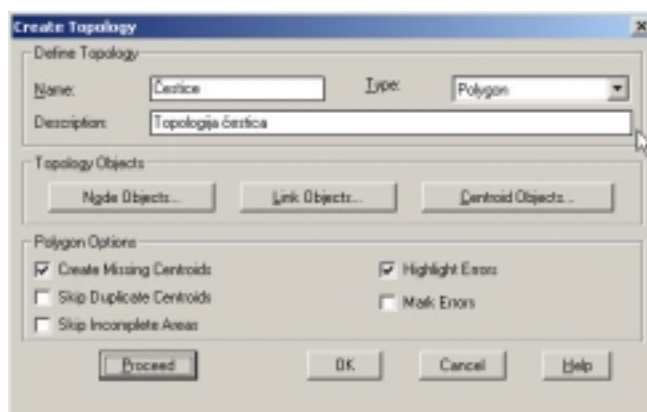 Create Topology
Define Topology
Name: Čestice Type: Polygon
Description: Topologija čestica
Topology Objects
Node Objects... Link Objects... Centroid Objects...
Polygon Options
Create Missing Centroids Highlight Errors
Skip Duplicate Centroids Mark Errors
Skip Incomplete Areas
Proceed OK Cancel Help